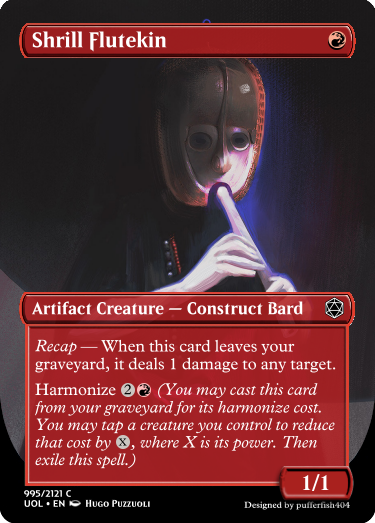 Shrill Flutekin
Artifact Creature — Construct Bard
Recap — When this card leaves your
graveyard, it deals 1 damage to any target.
Harmonize 2 (You may cast this card
from your graveyard for its harmonize cost.
You may tap a creature you control to reduce
that cost by X, where X is its power. Then
exile this spell.)
1/1
995/2121 C
UOL • EN Hugo Puzzuoli
Designed by pufferfish404